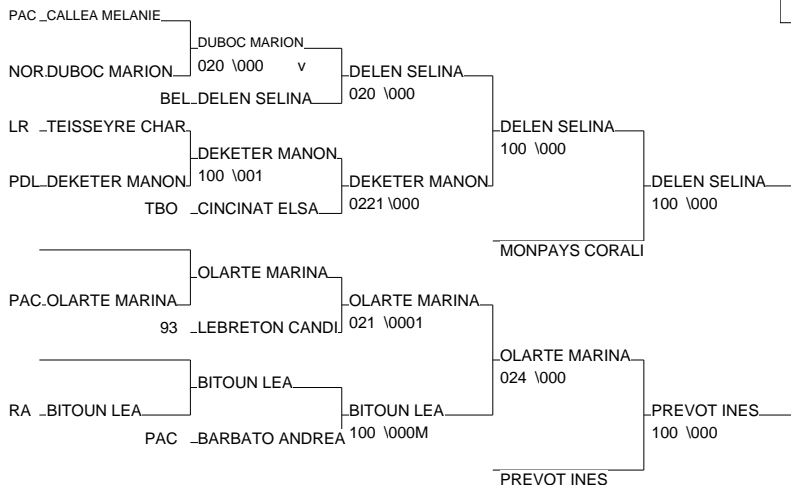 PAC CALLEA MELANIE
DUBOC MARION
NOR DUBOC MARION 020 \000 v DELEN SELINA
BEL DELEN SELINA 020 \000
LR TEISSEYRE CHAR DELEN SELINA
DEKETER MANON 100 \000
PDL DEKETER MANON 100 \001 DEKETER MANON DELEN SELINA
TBO CINCINAT ELSA 0221 \000 100 \000
MONPAYS CORALI
OLARTE MARINA
PAC OLARTE MARINA OLARTE MARINA
93 LEBRETON CANDI 021 \0001
OLARTE MARINA
BITOUN LEA 024 \000
RA BITOUN LEA BITOUN LEA PREVOT INES
PAC BARBATO ANDREA 100 \000M 100 \000
PREVOT INES